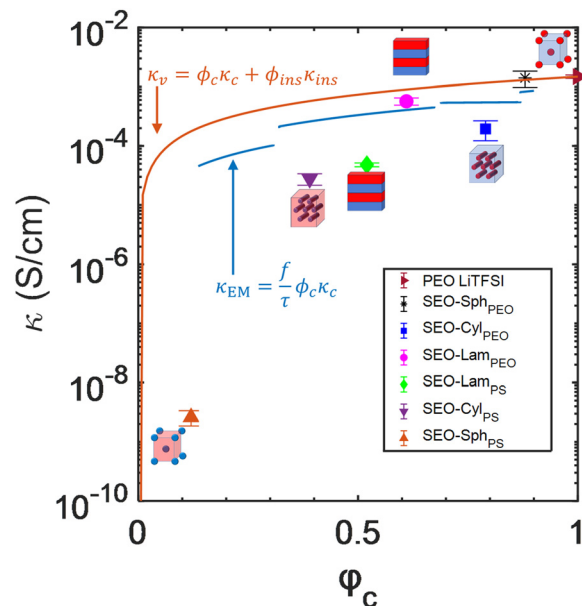 10⁻²
κ_v = ϕ_c κ_c + ϕ_ins κ_ins
10⁻⁴
κ (S/cm)
10⁻⁶
κ_EM = f/τ ϕ_c κ_c
PEO LiTFSI
SEO-Sph_PEO
SEO-Cyl_PEO
SEO-Lam_PEO
SEO-Lam_PS
SEO-Cyl_PS
SEO-Sph_PS
10⁻⁸
10⁻¹⁰
0 0.5 1
φ_c